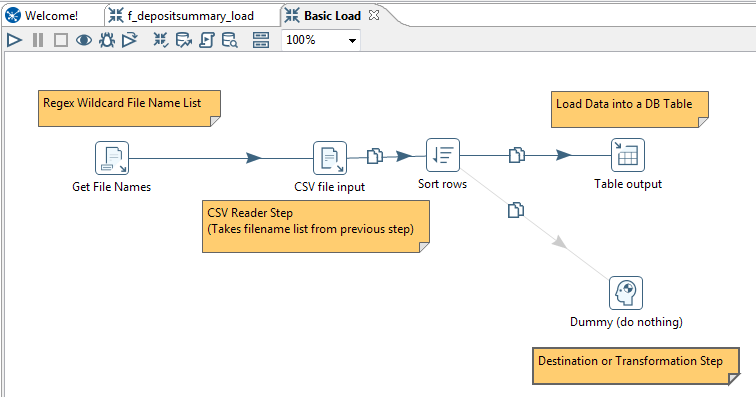 Welcome!
f_depositsummary_load
Basic Load
100%
Regex Wildcard File Name List
Load Data into a DB Table
Get File Names
CSV file input
Sort rows
Table output
CSV Reader Step
(Takes filename list from previous step)
Dummy (do nothing)
Destination or Transformation Step